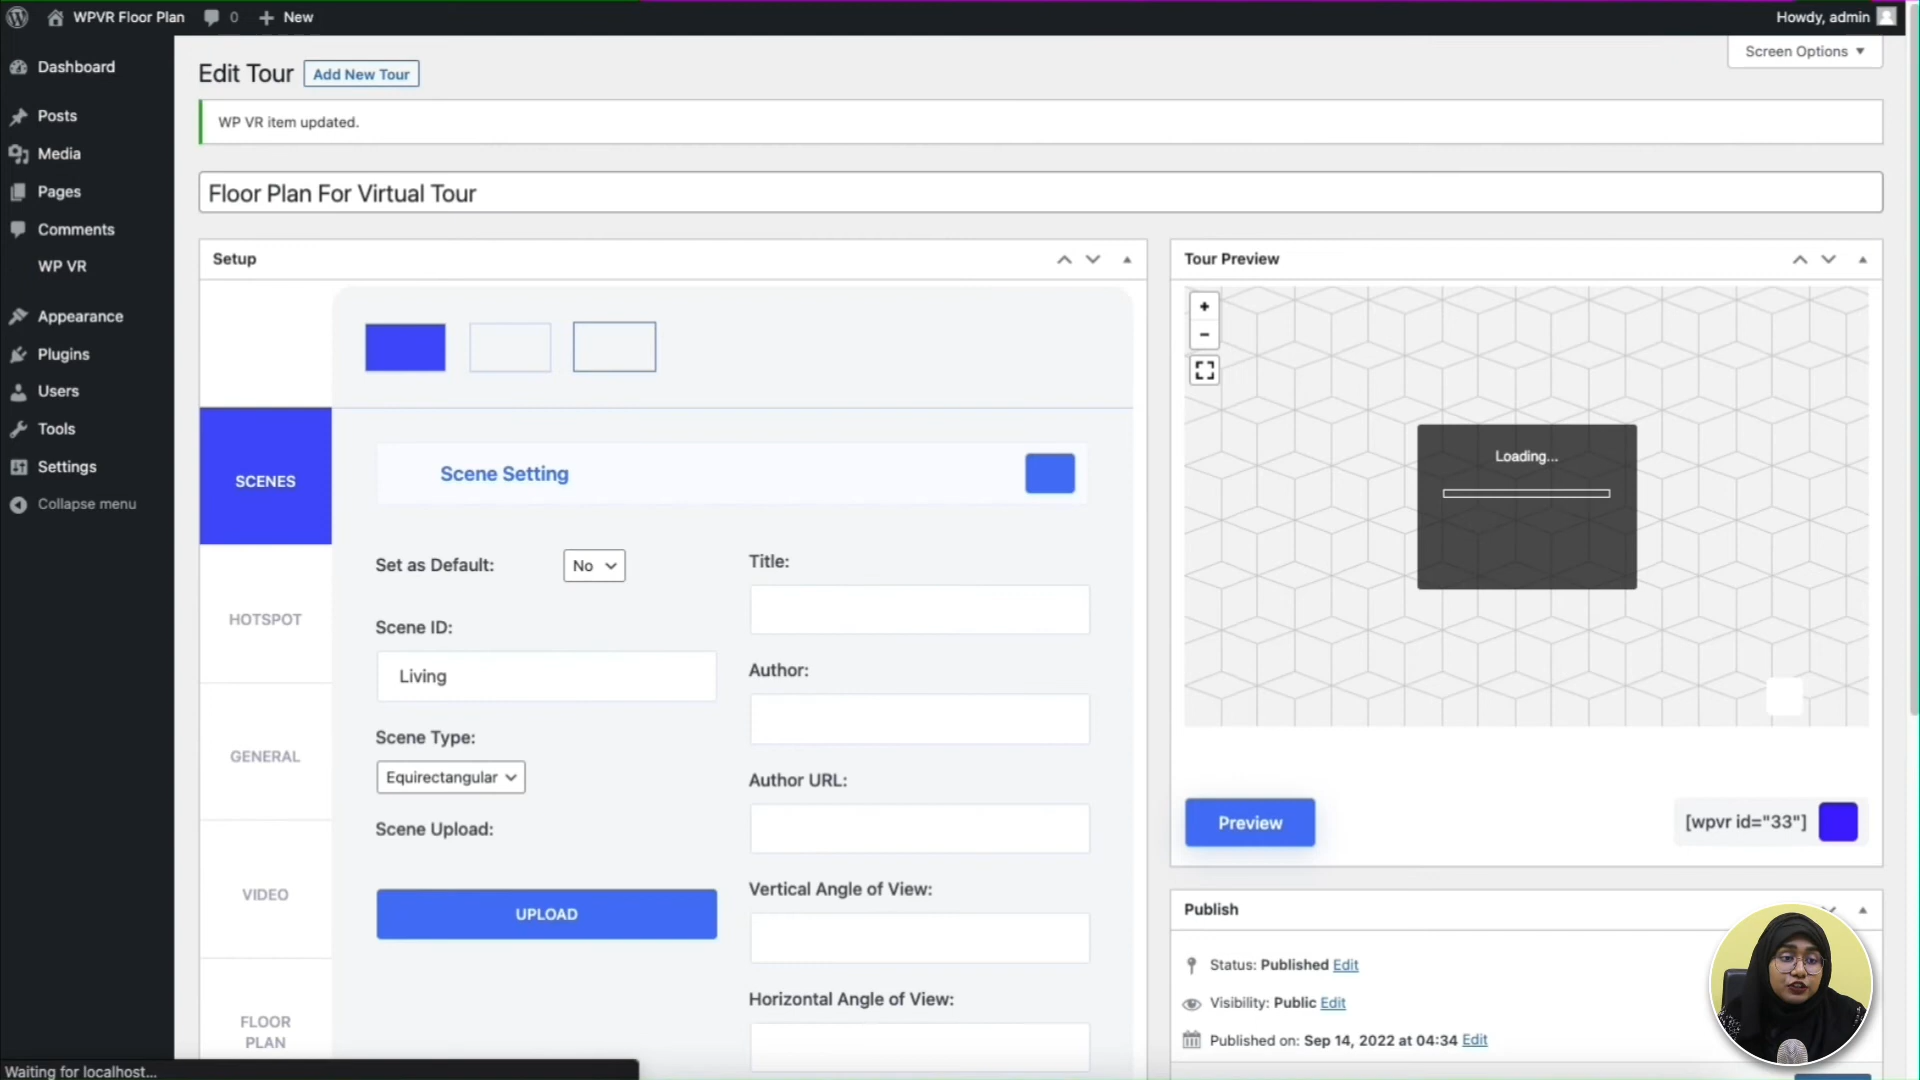 WPVR Floor Plan 0 + New
Howdy, admin
Screen Options
Dashboard
Posts
Media
Pages
Comments
WP VR
Appearance
Plugins
Users
Tools
Settings
Collapse menu
Edit Tour Add New Tour
WP VR item updated.
Floor Plan For Virtual Tour
Setup
SCENES
HOTSPOT
GENERAL
VIDEO
FLOOR
PLAN
Scene Setting
Set as Default: No
Scene ID:
Living
Scene Type:
Equirectangular
Scene Upload:
UPLOAD
Title:
Author:
Author URL:
Vertical Angle of View:
Horizontal Angle of View:
Tour Preview
+
−
Loading...
Preview
[wpvr id="33"]
Publish
Status: Published Edit
Visibility: Public Edit
Published on: Sep 14, 2022 at 04:34 Edit
Waiting for localhost...